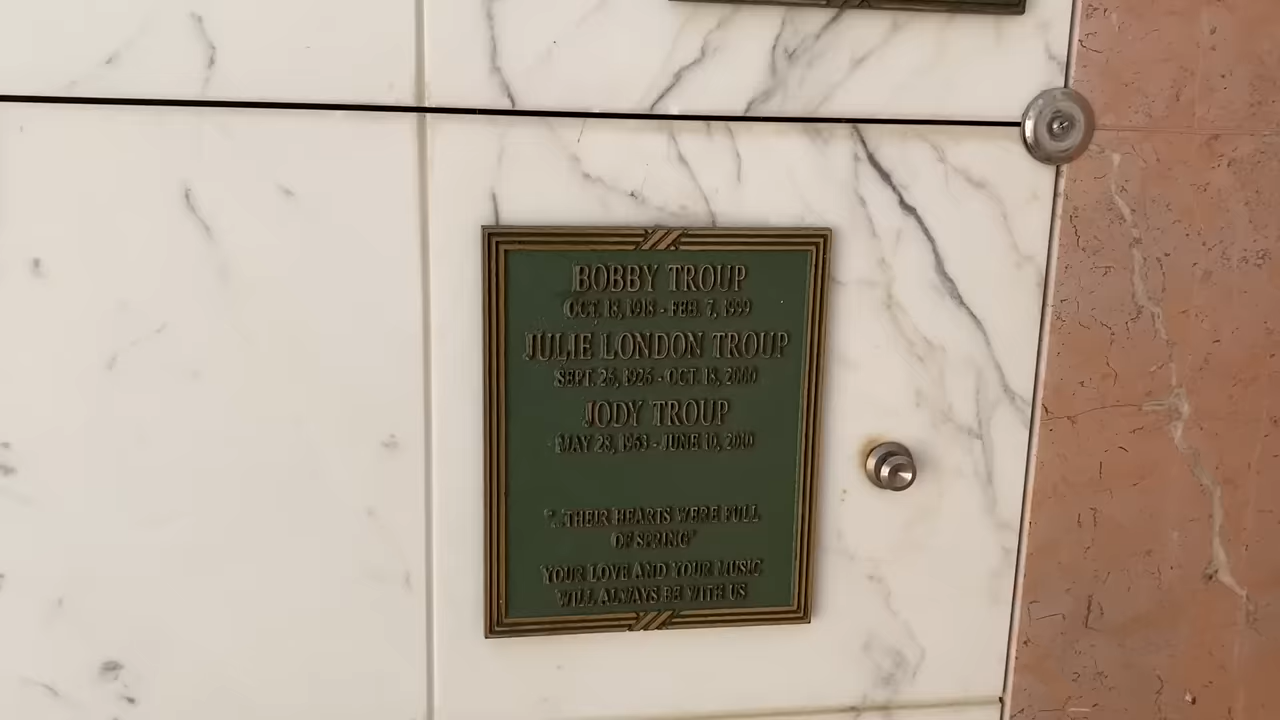 BOBBY TROUP
OCT. 18, 1918 - FEB. 7, 1999
JULIE LONDON TROUP
SEPT. 26, 1926 - OCT. 18, 2000
JODY TROUP
MAY 28, 1963 - JUNE 10, 2010
"...THEIR HEARTS WERE FULL
OF SPRING"
YOUR LOVE AND YOUR MUSIC
WILL ALWAYS BE WITH US